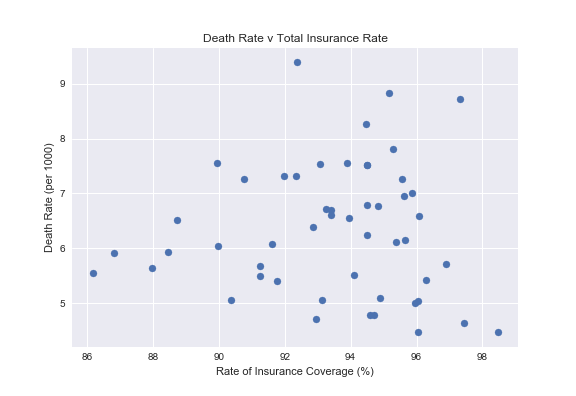 Death Rate v Total Insurance Rate
Death Rate (per 1000)
9
8
7
6
5
86 88 90 92 94 96 98
Rate of Insurance Coverage (%)